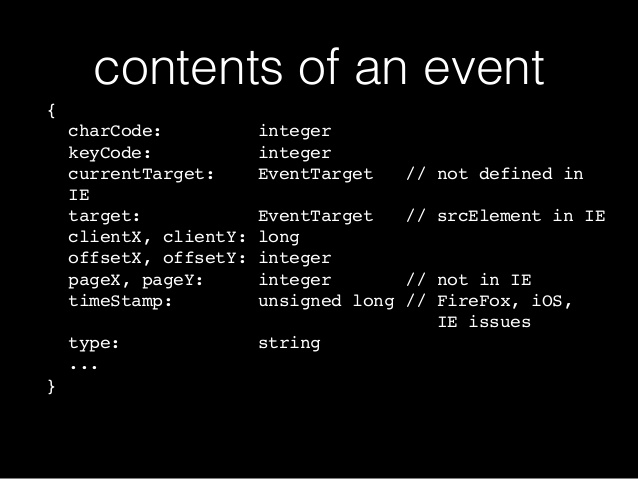 contents of an event
{
charCode: integer
keyCode: integer
currentTarget: EventTarget // not defined in
IE
target: EventTarget // srcElement in IE
clientX, clientY: long
offsetX, offsetY: integer
pageX, pageY: integer // not in IE
timeStamp: unsigned long // FireFox, iOS,
IE issues
type: string
...
}